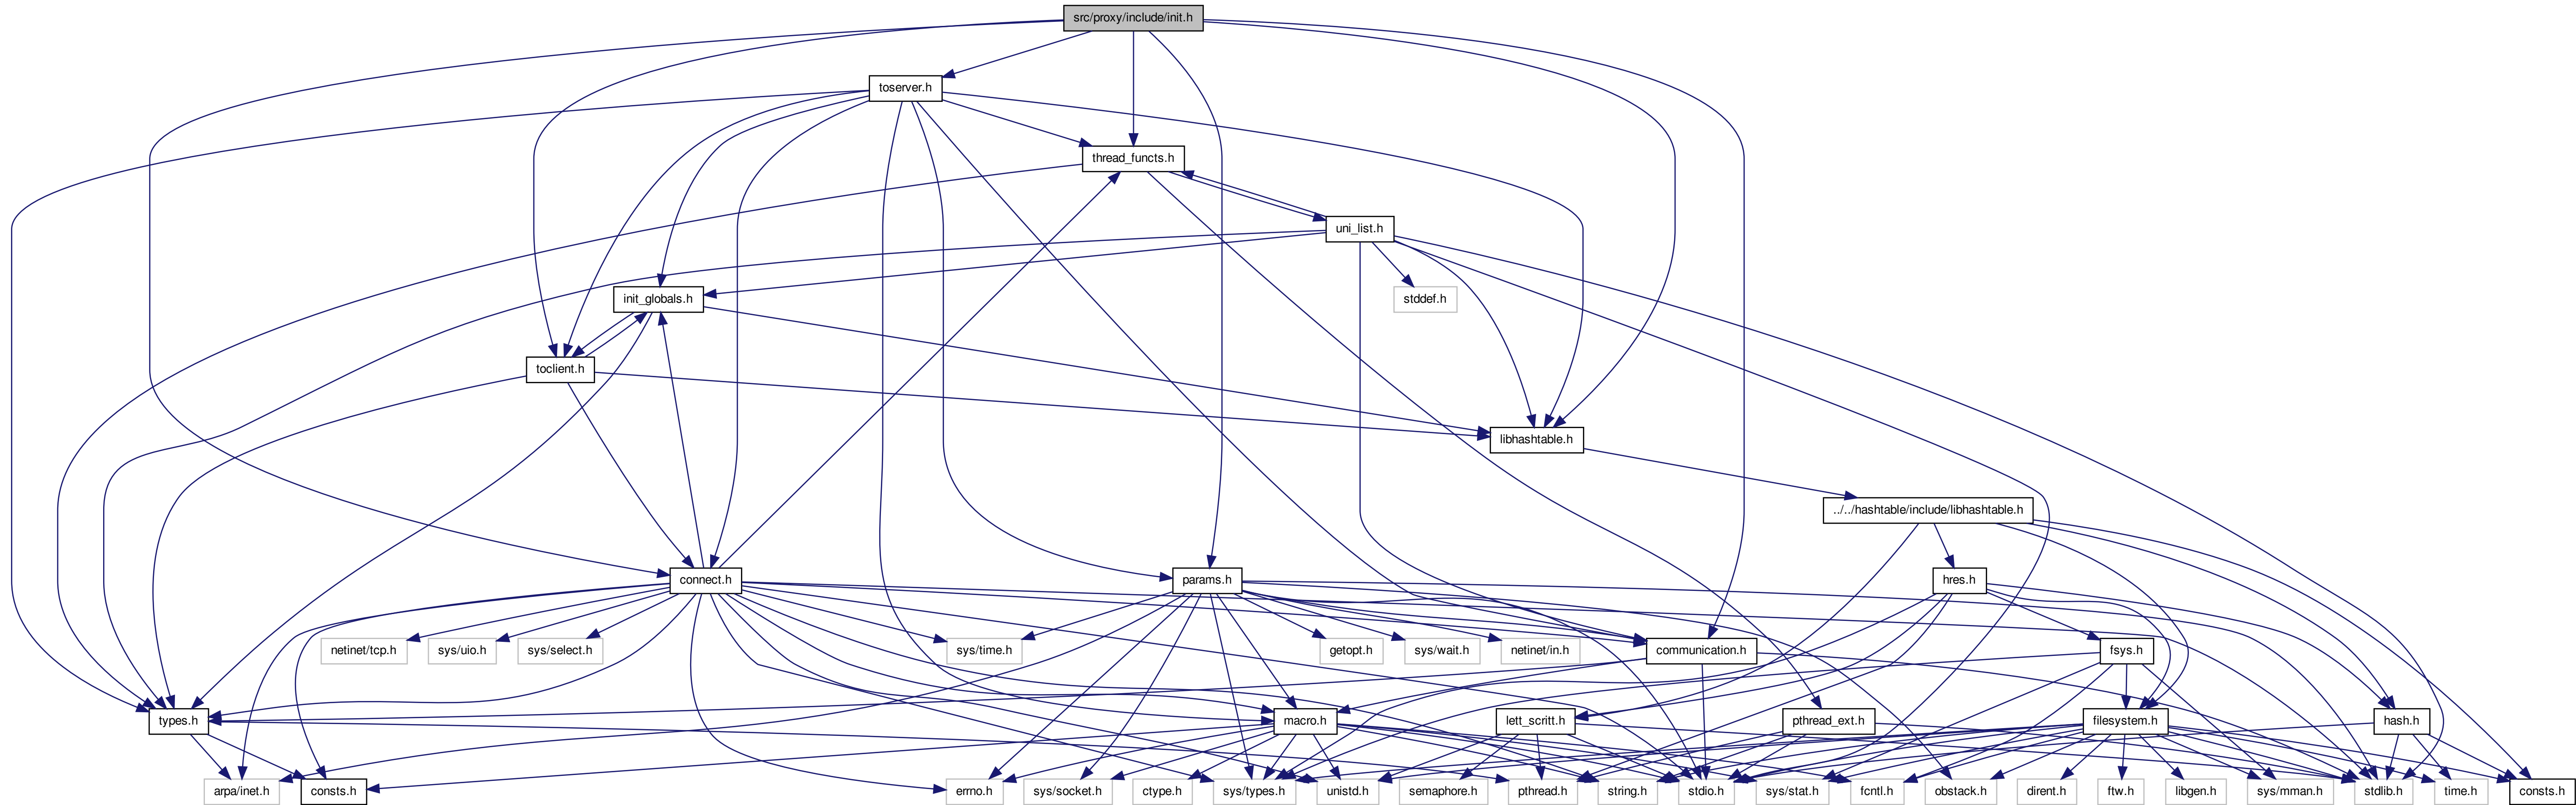 src/proxy/include/init.h
toserver.h
thread_functs.h
uni_list.h
init_globals.h
stddef.h
toclient.h
libhashtable.h
../../hashtable/include/libhashtable.h
connect.h
params.h
hres.h
netinet/tcp.h
sys/uio.h
sys/select.h
sys/time.h
getopt.h
sys/wait.h
netinet/in.h
communication.h
fsys.h
types.h
macro.h
lett_scritt.h
pthread_ext.h
filesystem.h
hash.h
arpa/inet.h
consts.h
errno.h
sys/socket.h
ctype.h
sys/types.h
unistd.h
semaphore.h
pthread.h
string.h
stdio.h
sys/stat.h
fcntl.h
obstack.h
dirent.h
ftw.h
libgen.h
sys/mman.h
stdlib.h
time.h
consts.h